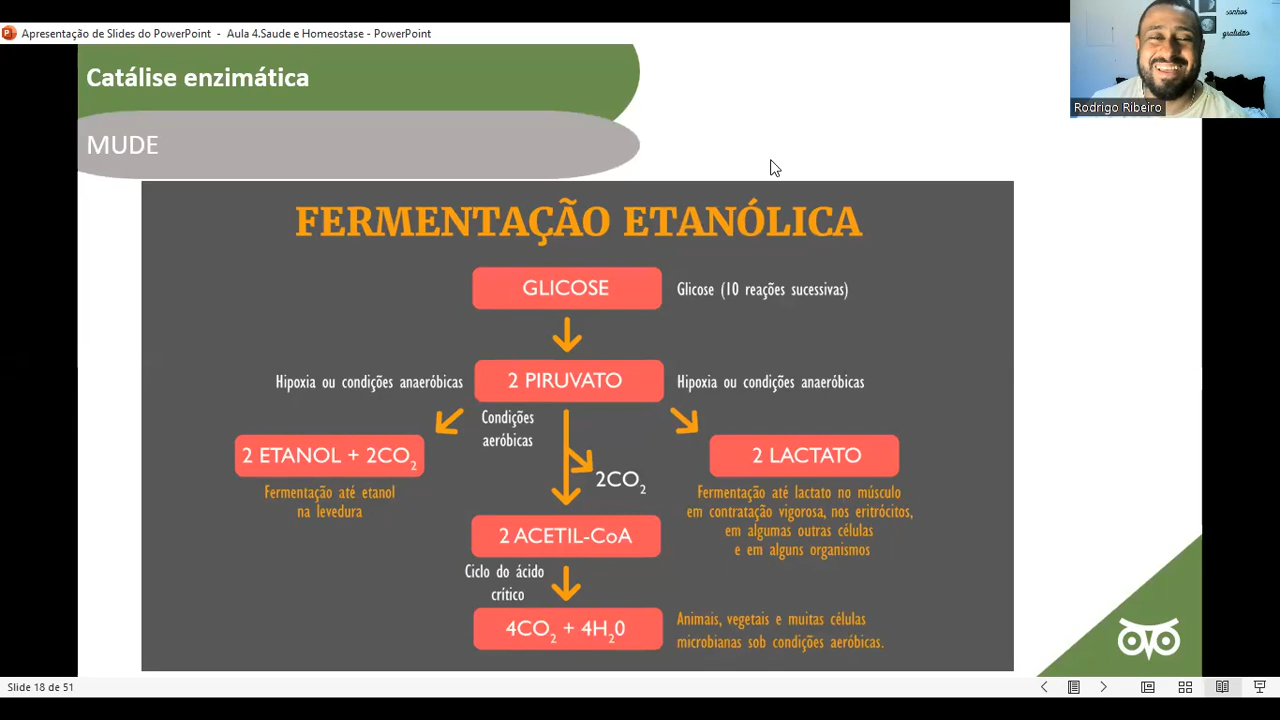 Apresentação de Slides do PowerPoint - Aula 4.Saude e Homeostase - PowerPoint
sonhos
gratidão
Rodrigo Ribeiro
Catálise enzimática
MUDE
FERMENTAÇÃO ETANÓLICA
GLICOSE
Glicose (10 reações sucessivas)
Hipoxia ou condições anaeróbicas
2 PIRUVATO
Hipoxia ou condições anaeróbicas
Condições
aeróbicas
2 ETANOL + 2CO₂
2CO₂
2 LACTATO
Fermentação até etanol
na levedura
Fermentação até lactato no músculo
em contratação vigorosa, nos eritrócitos,
em algumas outras células
e em alguns organismos
2 ACETIL-CoA
Ciclo do ácido
crítico
4CO₂ + 4H₂0
Animais, vegetais e muitas células
microbianas sob condições aeróbicas.
Slide 18 de 51